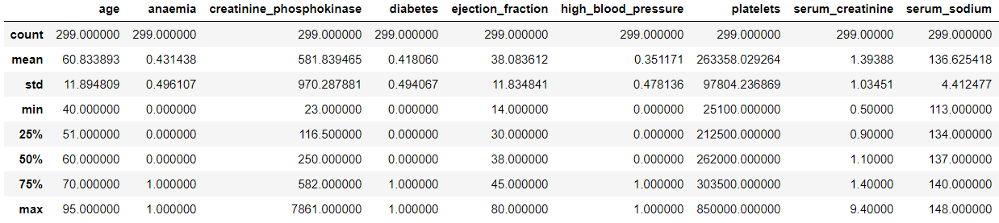 age anaemia creatinine_phosphokinase diabetes ejection_fraction high_blood_pressure platelets serum_creatinine serum_sodium
count 299.000000 299.000000 299.000000 299.000000 299.000000 299.000000 299.000000 299.00000 299.000000
mean 60.833893 0.431438 581.839465 0.418060 38.083612 0.351171 263358.029264 1.39388 136.625418
std 11.894809 0.496107 970.287881 0.494067 11.834841 0.478136 97804.236869 1.03451 4.412477
min 40.000000 0.000000 23.000000 0.000000 14.000000 0.000000 25100.000000 0.50000 113.000000
25% 51.000000 0.000000 116.500000 0.000000 30.000000 0.000000 212500.000000 0.90000 134.000000
50% 60.000000 0.000000 250.000000 0.000000 38.000000 0.000000 262000.000000 1.10000 137.000000
75% 70.000000 1.000000 582.000000 1.000000 45.000000 1.000000 303500.000000 1.40000 140.000000
max 95.000000 1.000000 7861.000000 1.000000 80.000000 1.000000 850000.000000 9.40000 148.000000